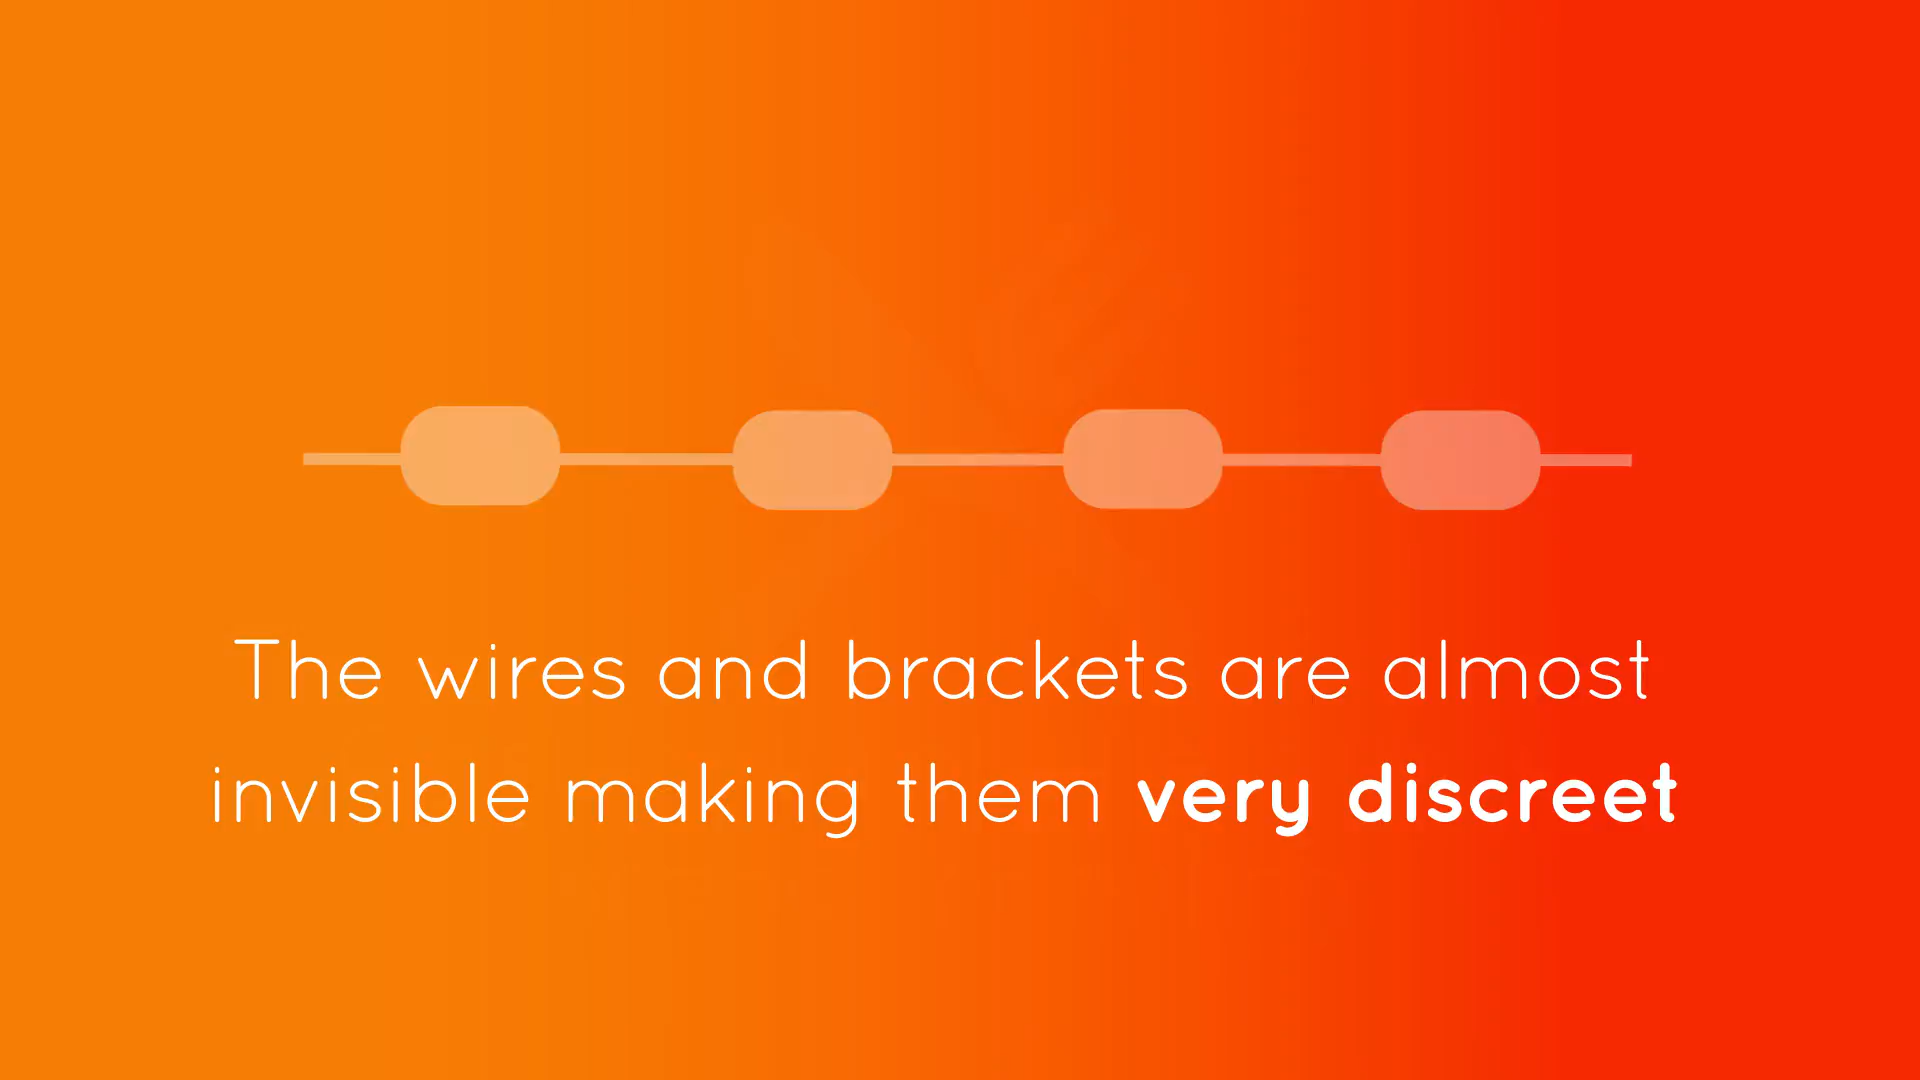 The wires and brackets are almost
invisible making them very discreet